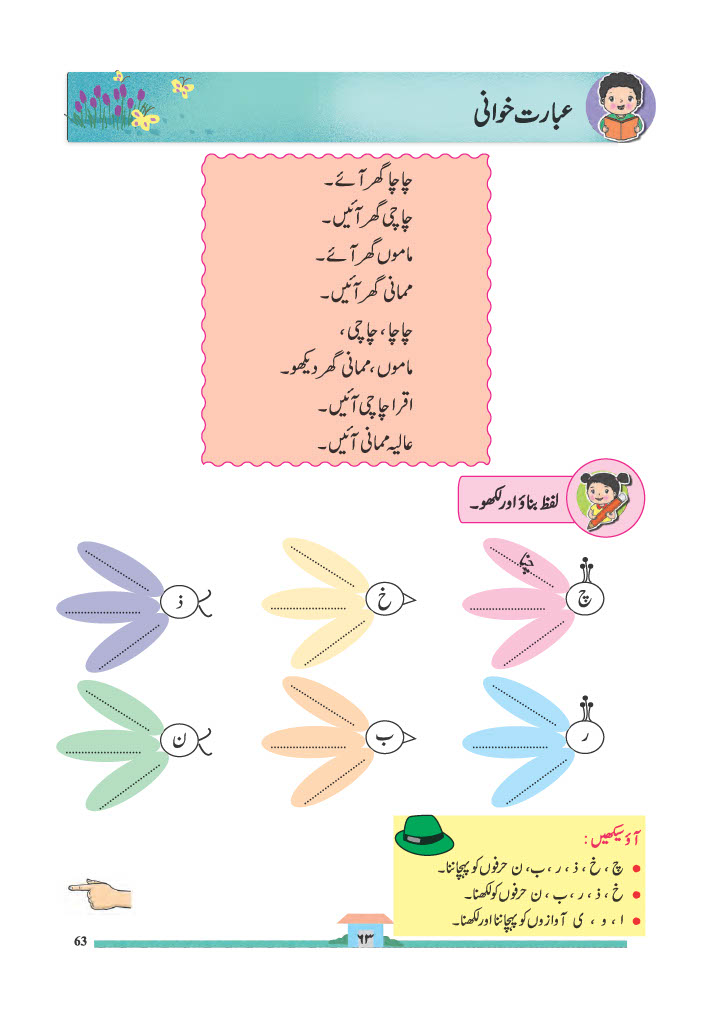 عبارت خوانی
چاچا گھر آئے۔
چاچی گھر آئیں۔
ماموں گھر آئے۔
ممانی گھر آئیں۔
چاچا، چاچی،
ماموں، ممانی گھر دیکھو۔
اقرا چاچی آئیں۔
عالیہ ممانی آئیں۔
لفظ بناؤ اور لکھو۔
چ
خ
ذ
ر
ب
ن
آؤ سیکھیں:
● چ، خ، ذ، ر، ب، ن حرفوں کو پہچاننا۔
● خ، ذ، ر، ب، ن حرفوں کو لکھنا۔
● ا، و، ی آوازوں کو پہچاننا اور لکھنا۔
۶۳
63